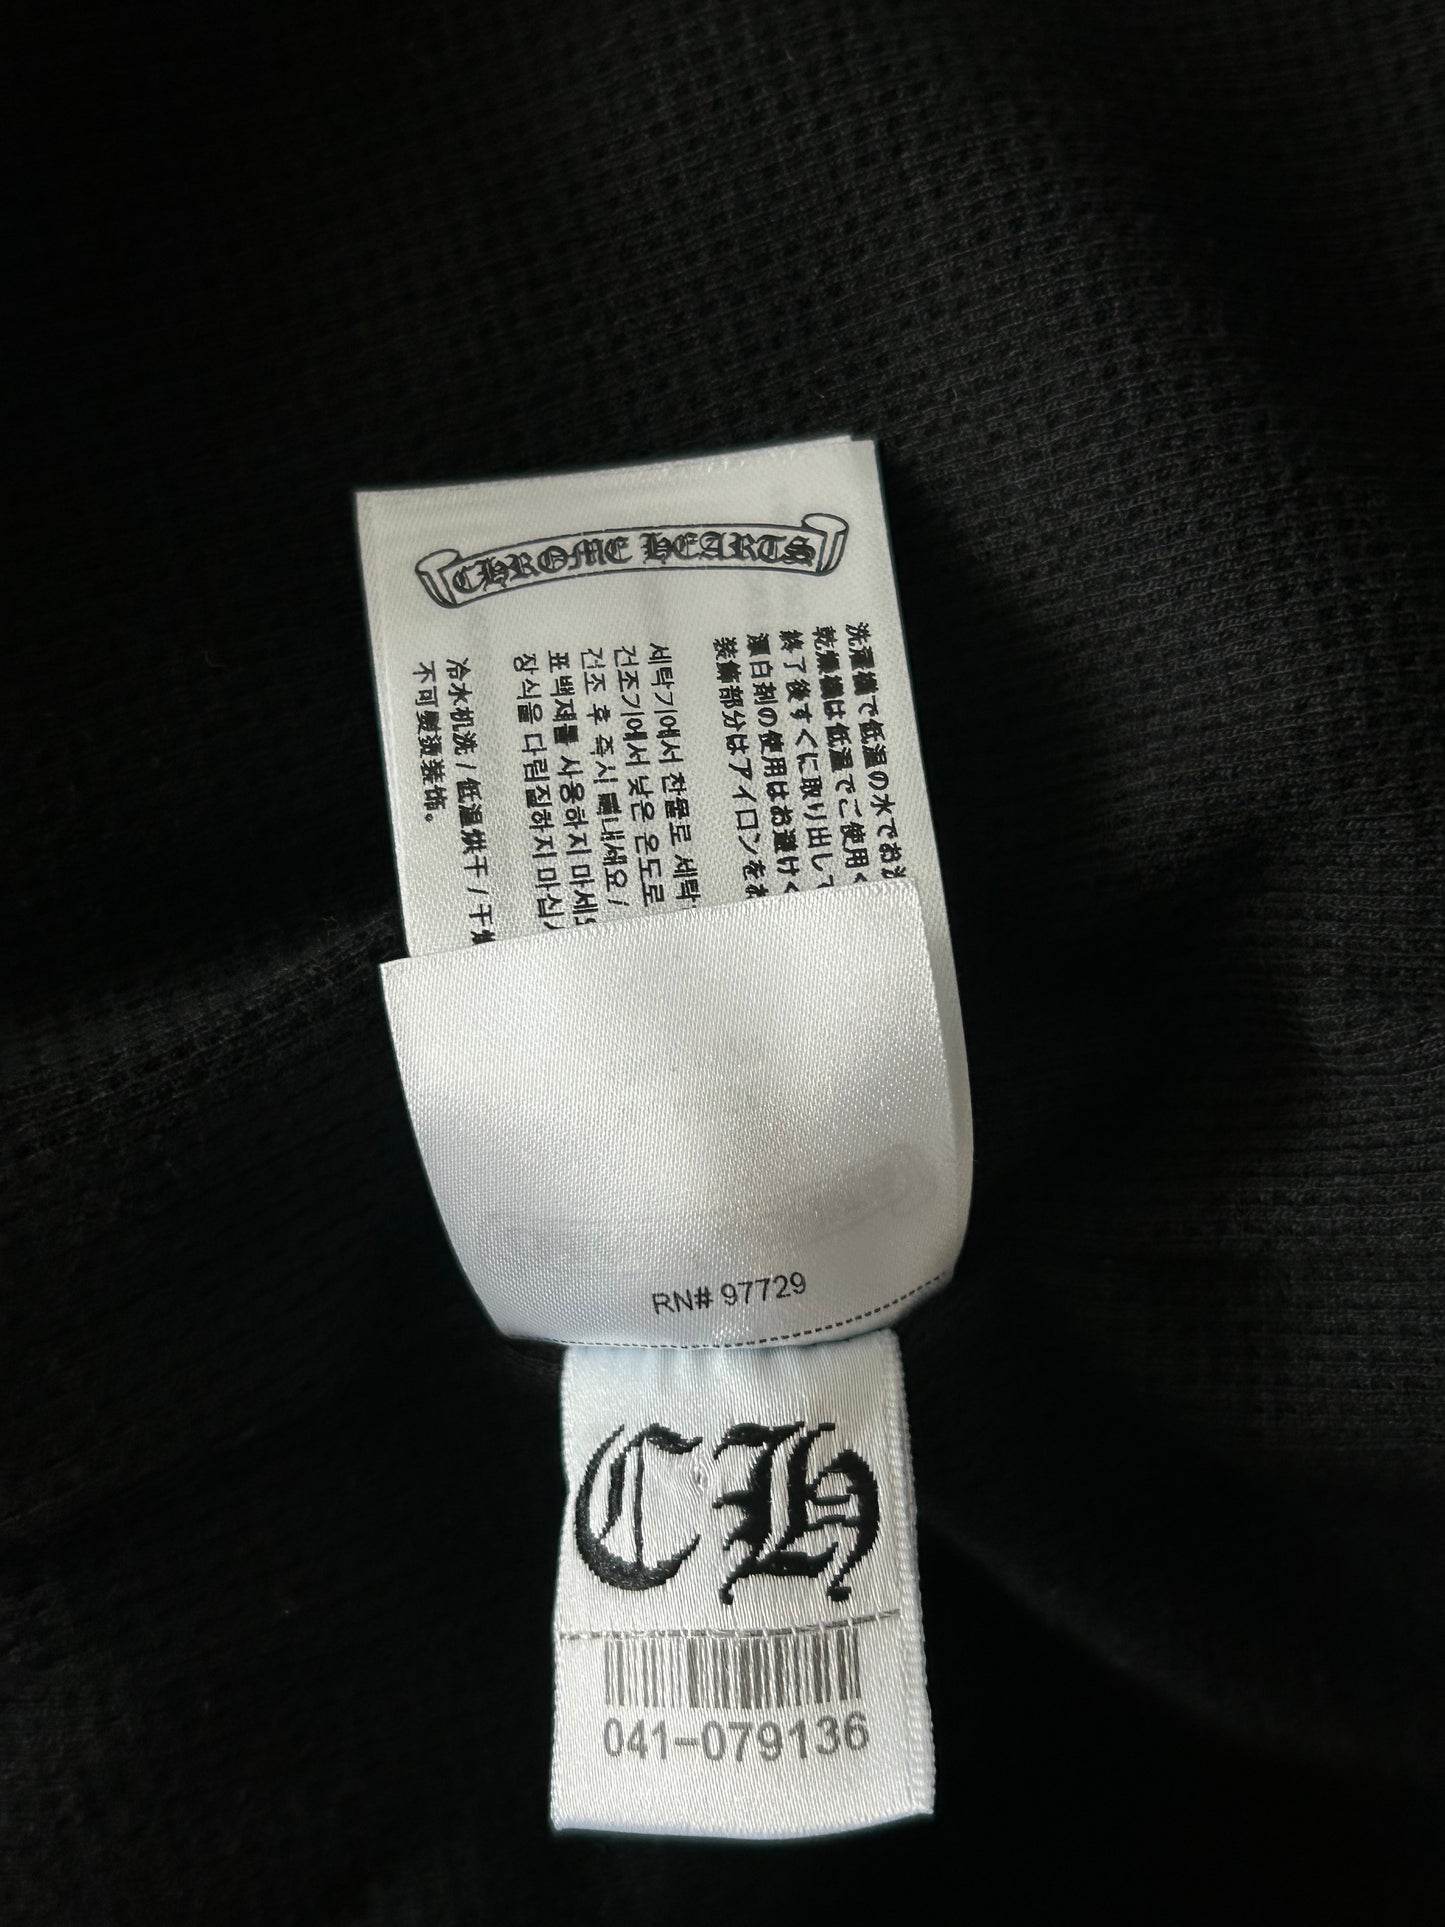 CHROME HEARTS
洗濯機で低温の水でお
乾燥機は低温でご使用く
終了後すぐに取り出して
漂白剤の使用はお避けく
装飾部分はアイロンを
세탁기에서 찬물로 세탁
건조기에서 낮은 온도로
건조 후 즉시 꺼내세요 /
표백제를 사용하지 마세
장식을 다림질하지 마십
冷水机洗 / 低温烘干 / 干
不可熨烫装饰。
RN# 97729
CH
041-079136